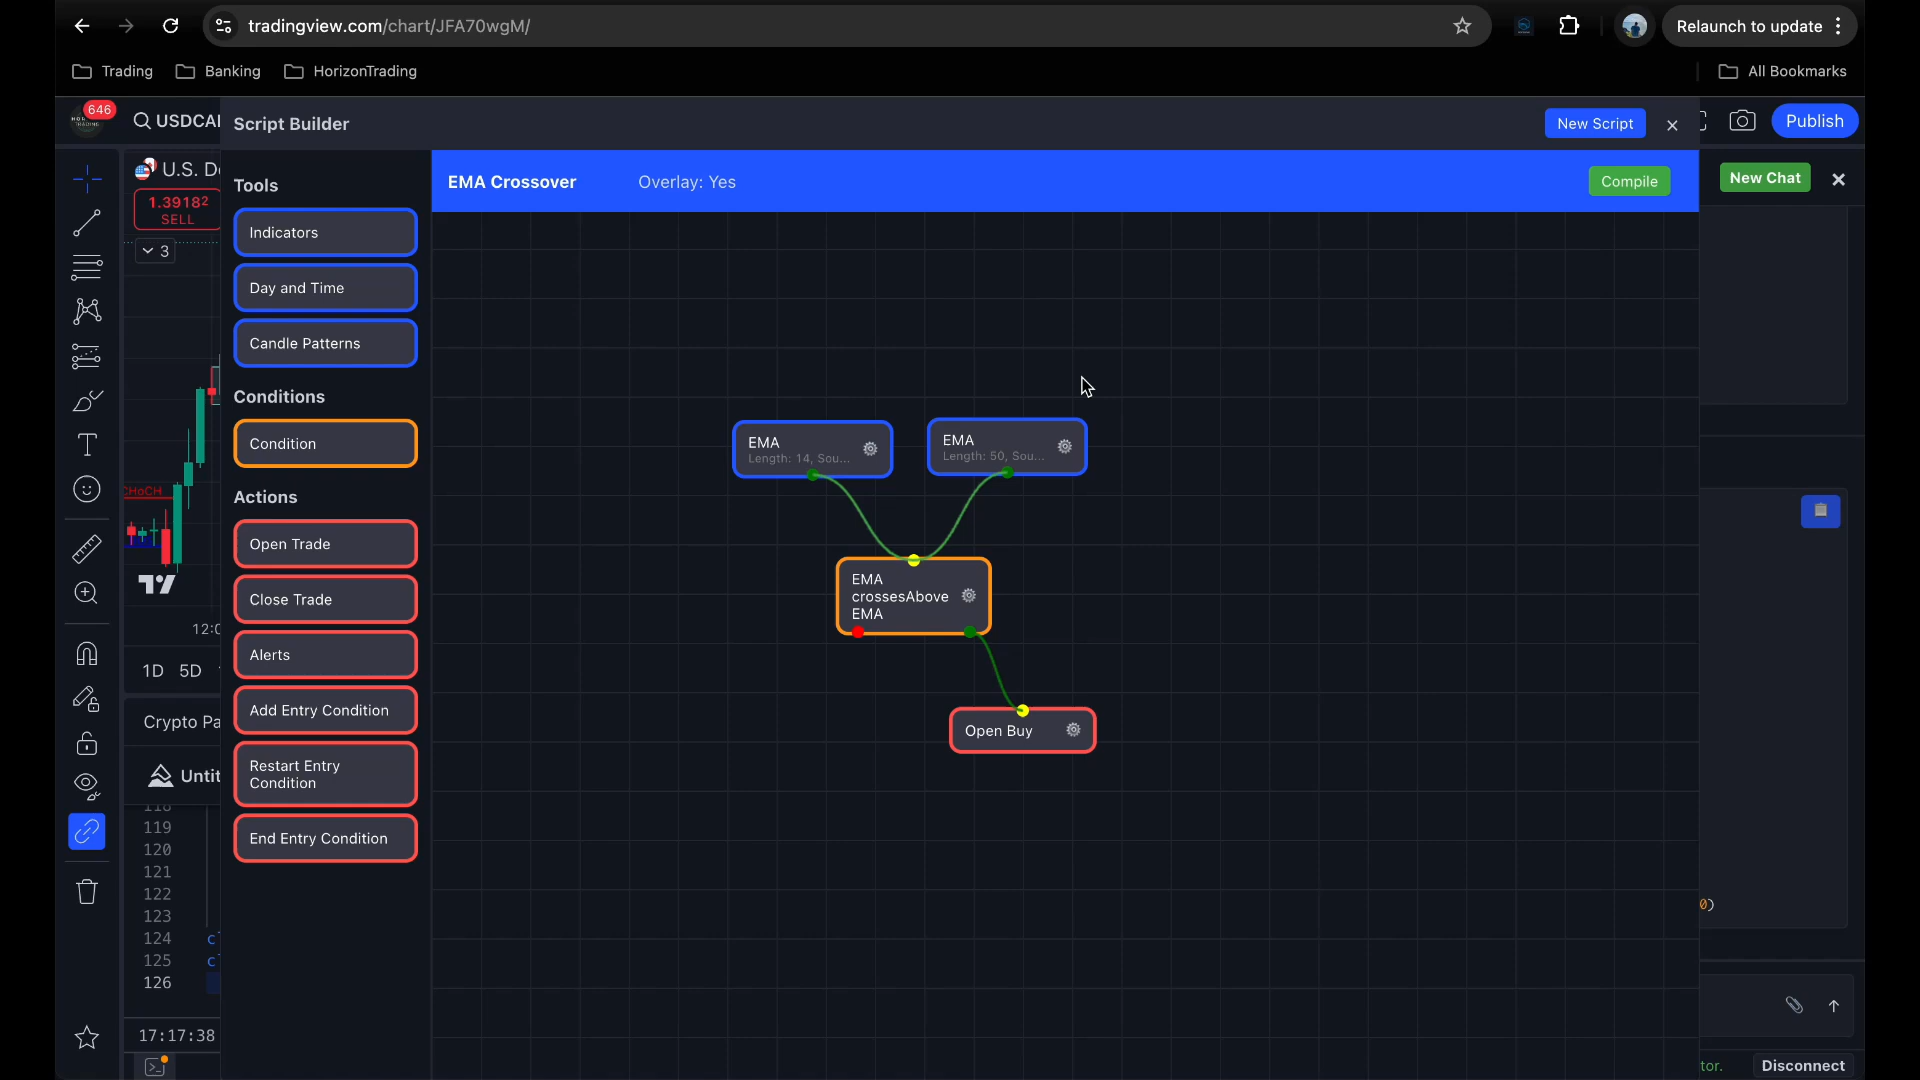 tradingview.com/chart/JFA70wgM/
Relaunch to update
Trading
Banking
HorizonTrading
All Bookmarks
646
USDCA
Script Builder
New Script
Publish
U.S. D
1.39182
SELL
3
Tools
Indicators
Day and Time
Candle Patterns
Conditions
Condition
Actions
Open Trade
Close Trade
Alerts
Add Entry Condition
Restart Entry
Condition
End Entry Condition
EMA Crossover
Overlay: Yes
Compile
New Chat
EMA
Length: 14, Sou...
EMA
Length: 50, Sou...
EMA
crossesAbove
EMA
Open Buy
CHoCH
12:0
1D
5D
Crypto Pa
Untit
118
119
120
121
122
123
124
c
125
c
126
17:17:38
0)
tor.
Disconnect